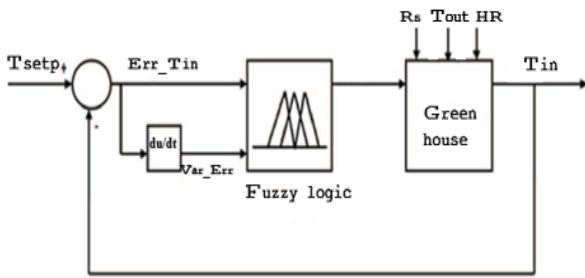 Rs Tout HR
Tsetp+
Err_Tin
Tin
Green
house
du/dt
Var_Err
Fuzzy logic
-